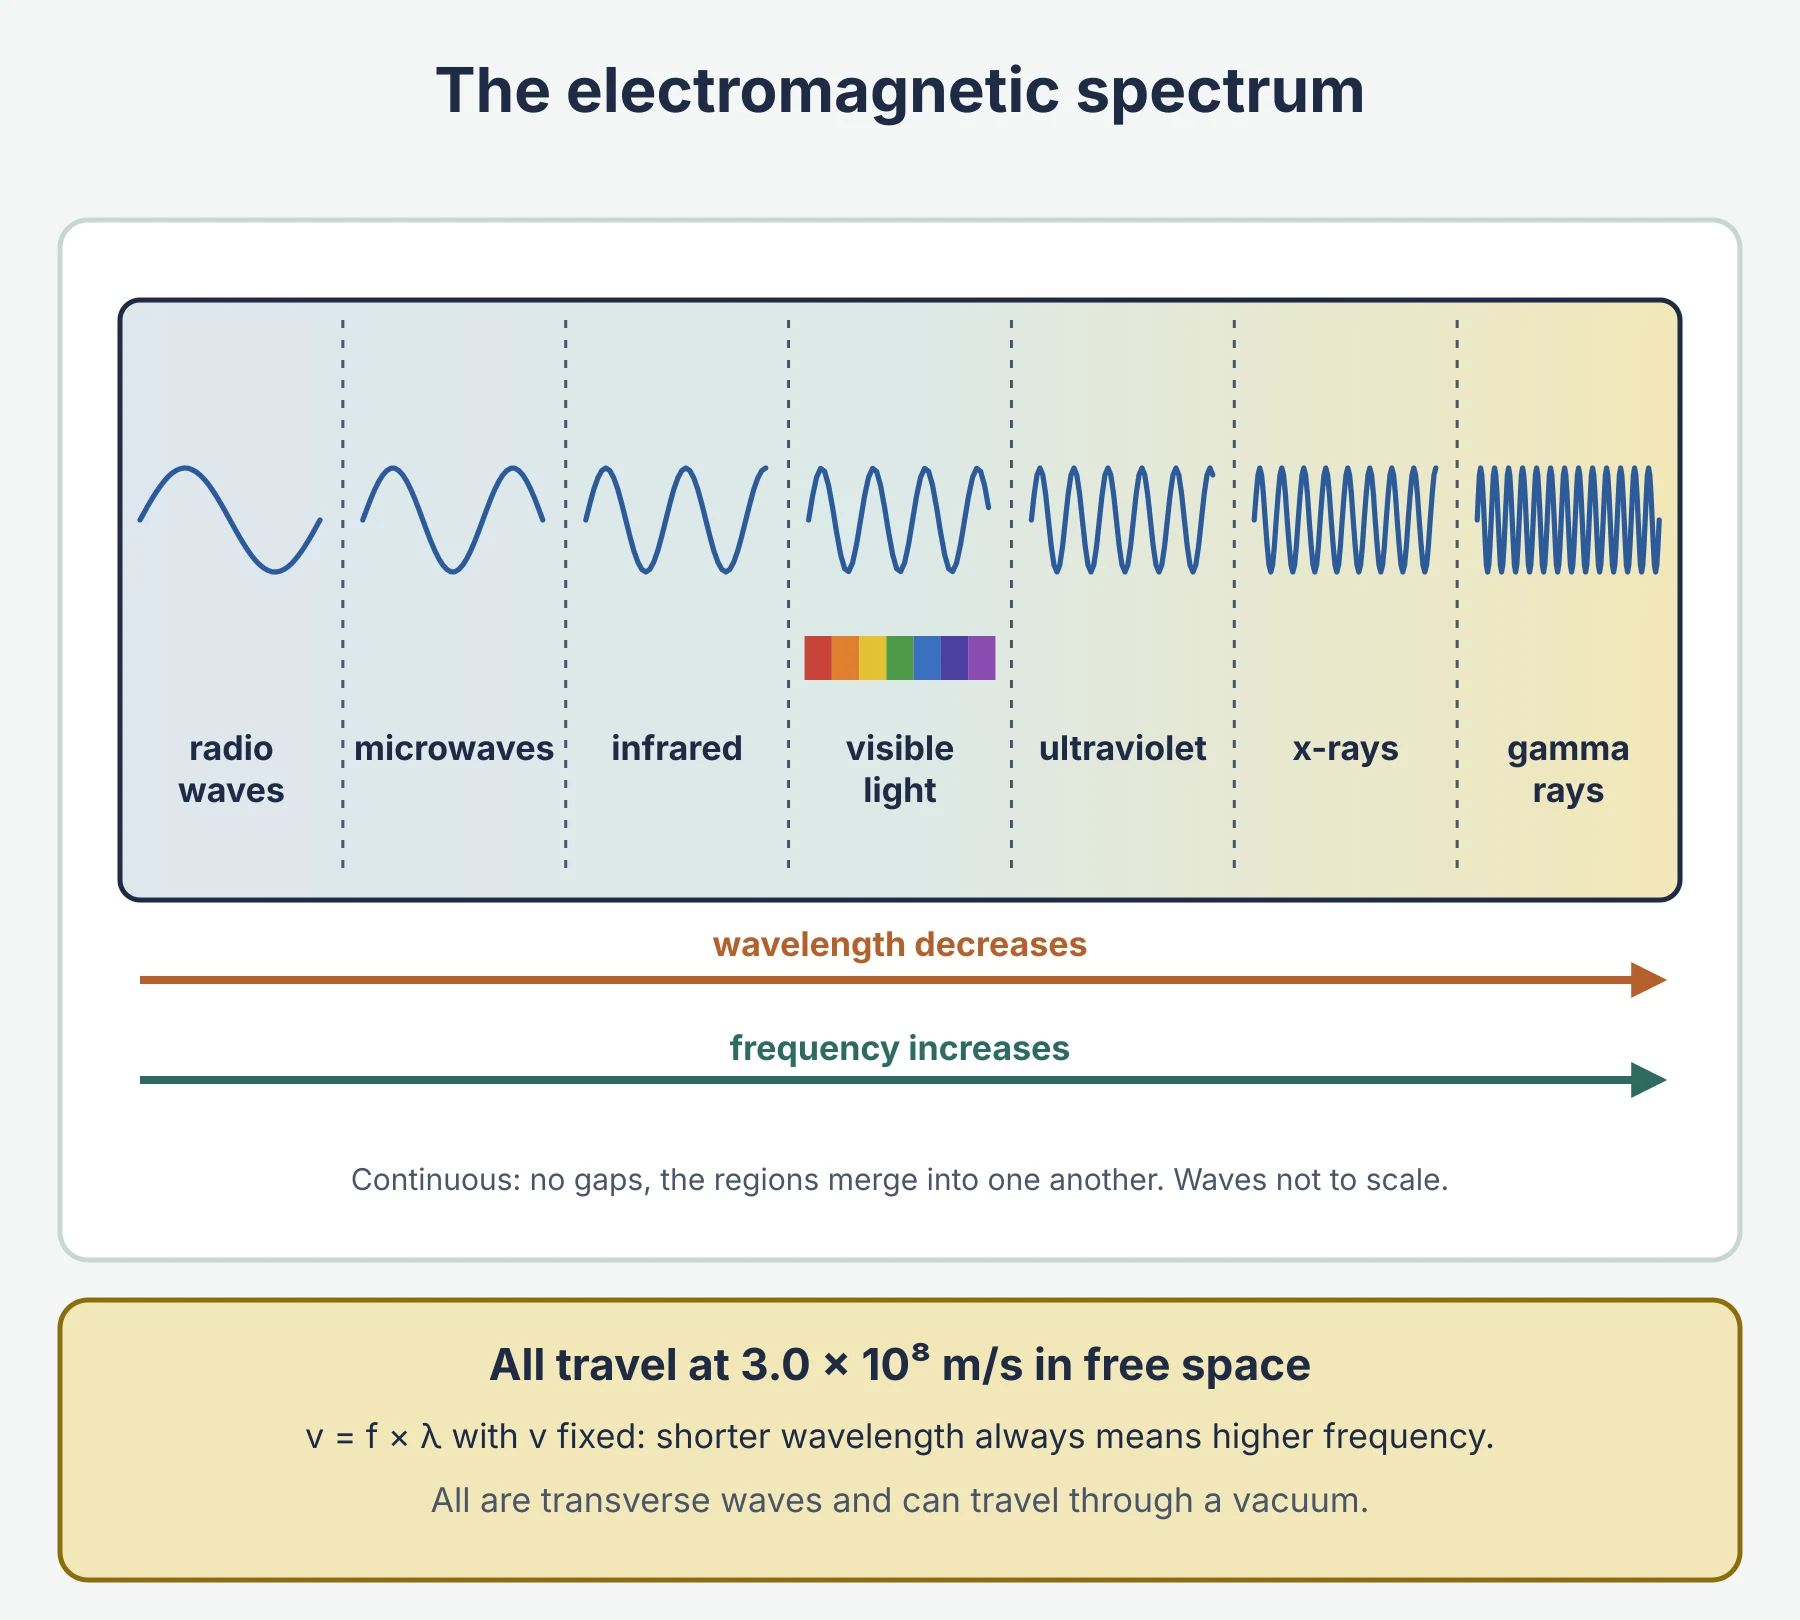 The electromagnetic spectrum
radio
waves
microwaves
infrared
visible
light
ultraviolet
x-rays
gamma
rays
wavelength decreases
frequency increases
Continuous: no gaps, the regions merge into one another. Waves not to scale.
All travel at 3.0 × 10⁸ m/s in free space
v = f × λ with v fixed: shorter wavelength always means higher frequency.
All are transverse waves and can travel through a vacuum.